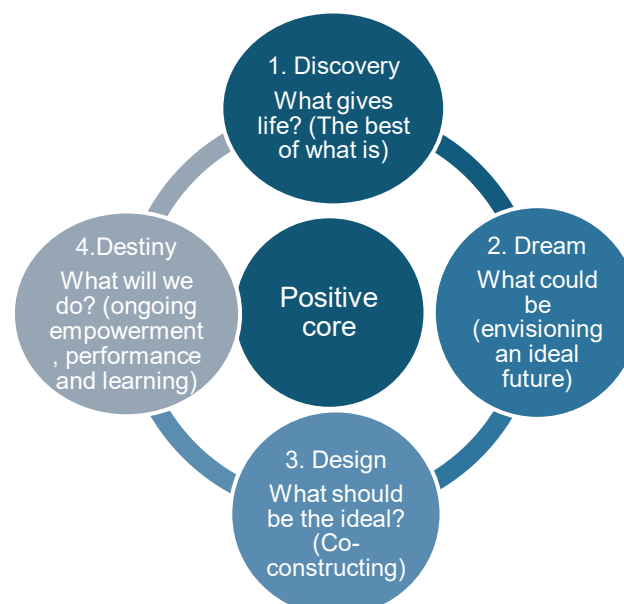 1. Discovery
What gives
life? (The best
of what is)
2. Dream
What could
be
(envisioning
an ideal
future)
3. Design
What should
be the ideal?
(Co-
constructing)
4.Destiny
What will we
do? (ongoing
empowerment
, performance
and learning)
Positive
core